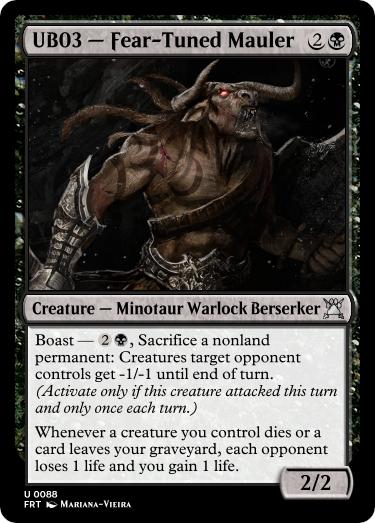 UB03 — Fear-Tuned Mauler 2
Creature — Minotaur Warlock Berserker
Boast — 2, Sacrifice a nonland
permanent: Creatures target opponent
controls get -1/-1 until end of turn.
(Activate only if this creature attacked this turn
and only once each turn.)
Whenever a creature you control dies or a
card leaves your graveyard, each opponent
loses 1 life and you gain 1 life.
2/2
U 0088
FRT Mariana-Vieira